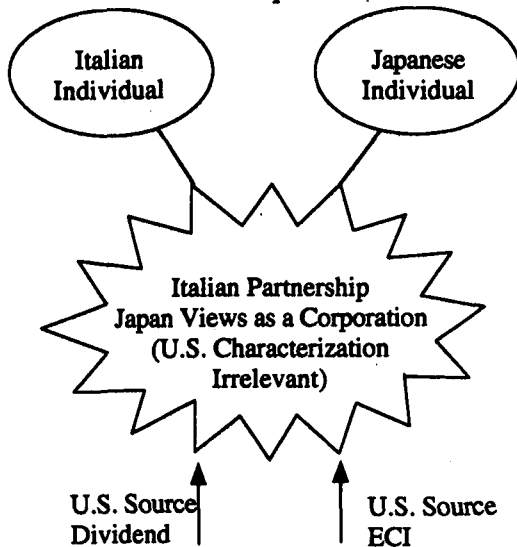 Italian
Individual
Japanese
Individual
Italian Partnership
Japan Views as a Corporation
(U.S. Characterization
Irrelevant)
U.S. Source
Dividend
U.S. Source
ECI